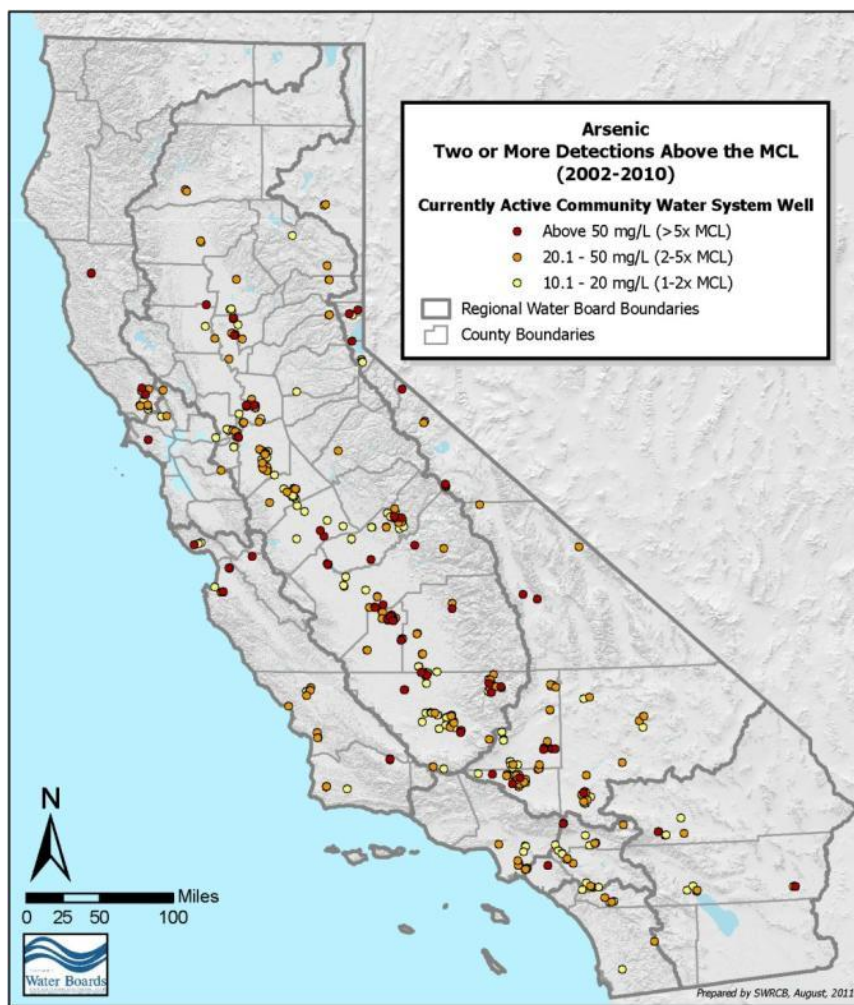 Arsenic
Two or More Detections Above the MCL
(2002-2010)
Currently Active Community Water System Well
Above 50 mg/L (>5x MCL)
20.1 - 50 mg/L (2-5x MCL)
10.1 - 20 mg/L (1-2x MCL)
Regional Water Board Boundaries
County Boundaries
N
Miles
0 25 50 100
Water Boards
Prepared by SWRCB, August, 2011